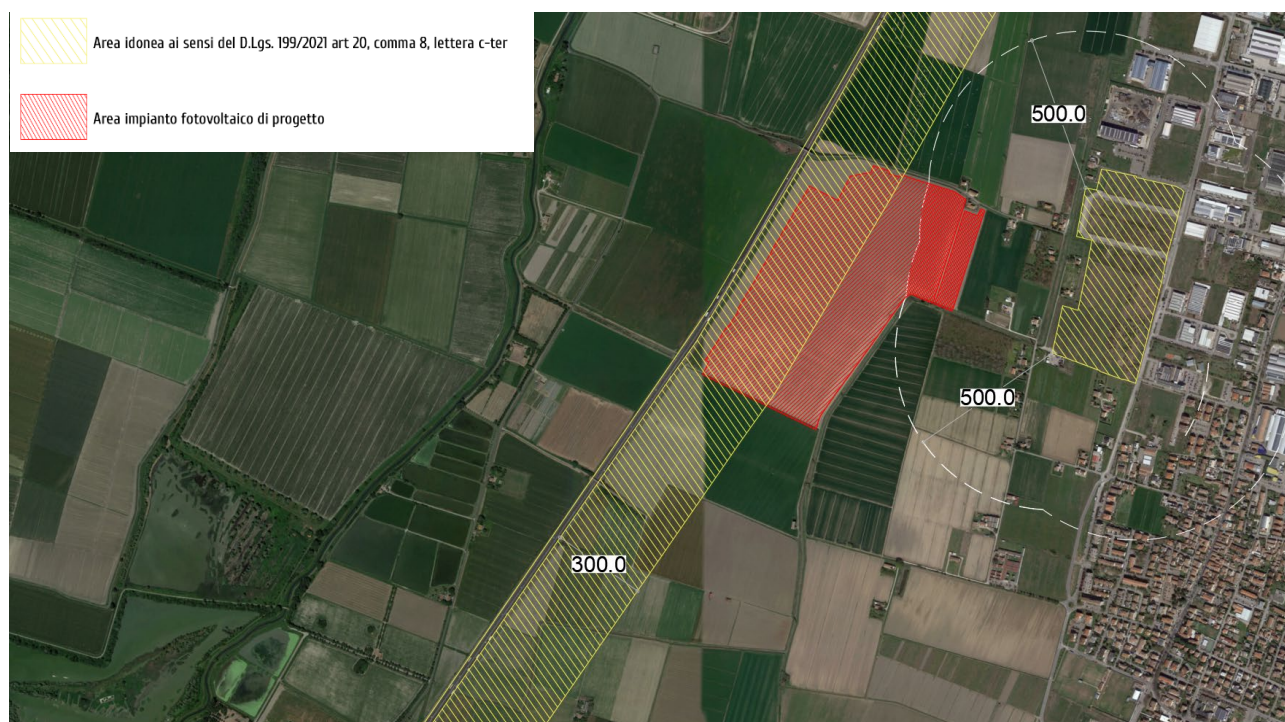 Area idonea ai sensi del D.Lgs. 199/2021 art 20, comma 8, lettera c-ter
Area impianto fotovoltaico di progetto
500.0
500.0
300.0